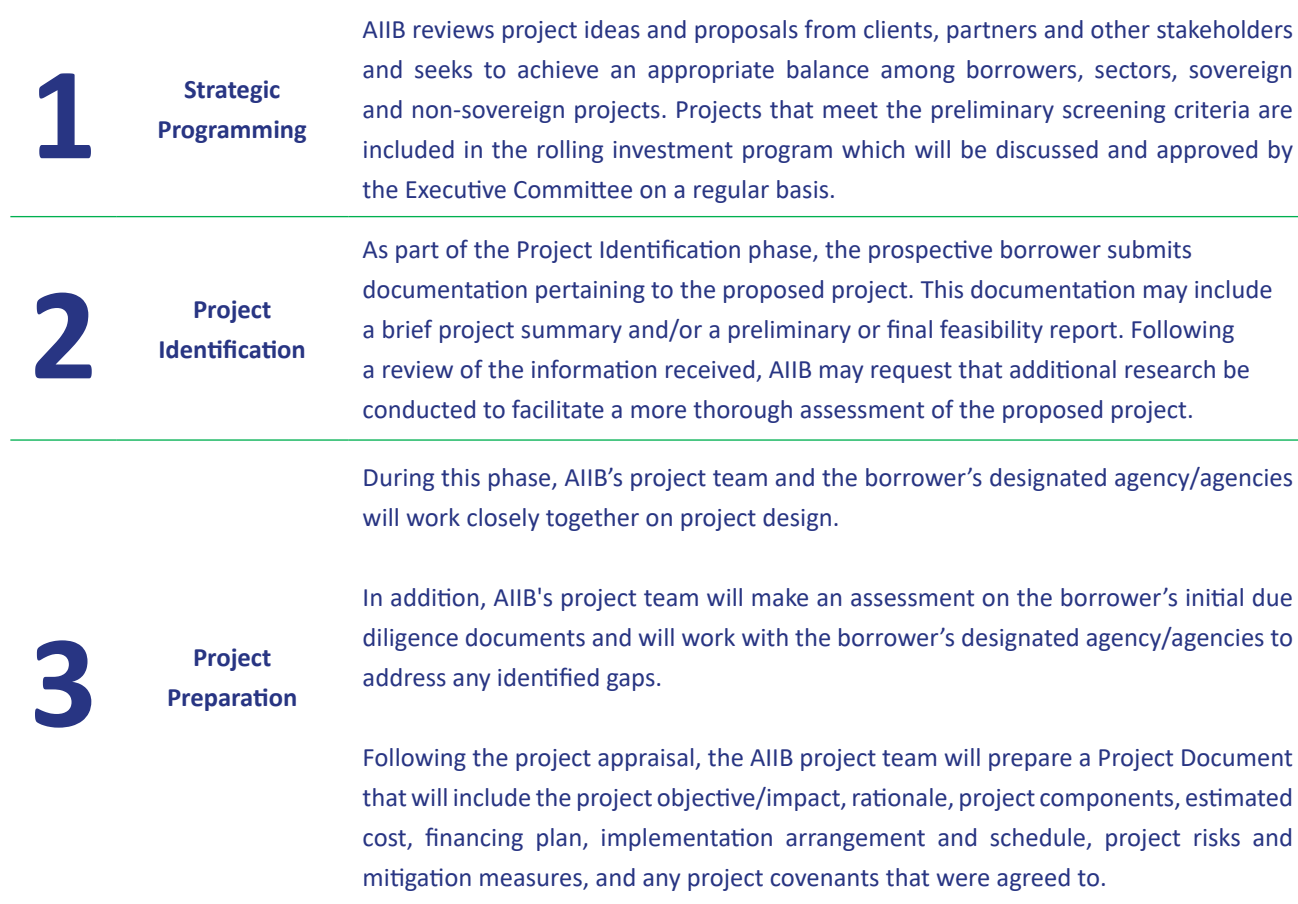 1
Strategic
Programming
AIIB reviews project ideas and proposals from clients, partners and other stakeholders
and seeks to achieve an appropriate balance among borrowers, sectors, sovereign
and non-sovereign projects. Projects that meet the preliminary screening criteria are
included in the rolling investment program which will be discussed and approved by
the Executive Committee on a regular basis.
2
Project
Identification
As part of the Project Identification phase, the prospective borrower submits
documentation pertaining to the proposed project. This documentation may include
a brief project summary and/or a preliminary or final feasibility report. Following
a review of the information received, AIIB may request that additional research be
conducted to facilitate a more thorough assessment of the proposed project.
3
Project
Preparation
During this phase, AIIB’s project team and the borrower’s designated agency/agencies
will work closely together on project design.
In addition, AIIB's project team will make an assessment on the borrower’s initial due
diligence documents and will work with the borrower’s designated agency/agencies to
address any identified gaps.
Following the project appraisal, the AIIB project team will prepare a Project Document
that will include the project objective/impact, rationale, project components, estimated
cost, financing plan, implementation arrangement and schedule, project risks and
mitigation measures, and any project covenants that were agreed to.